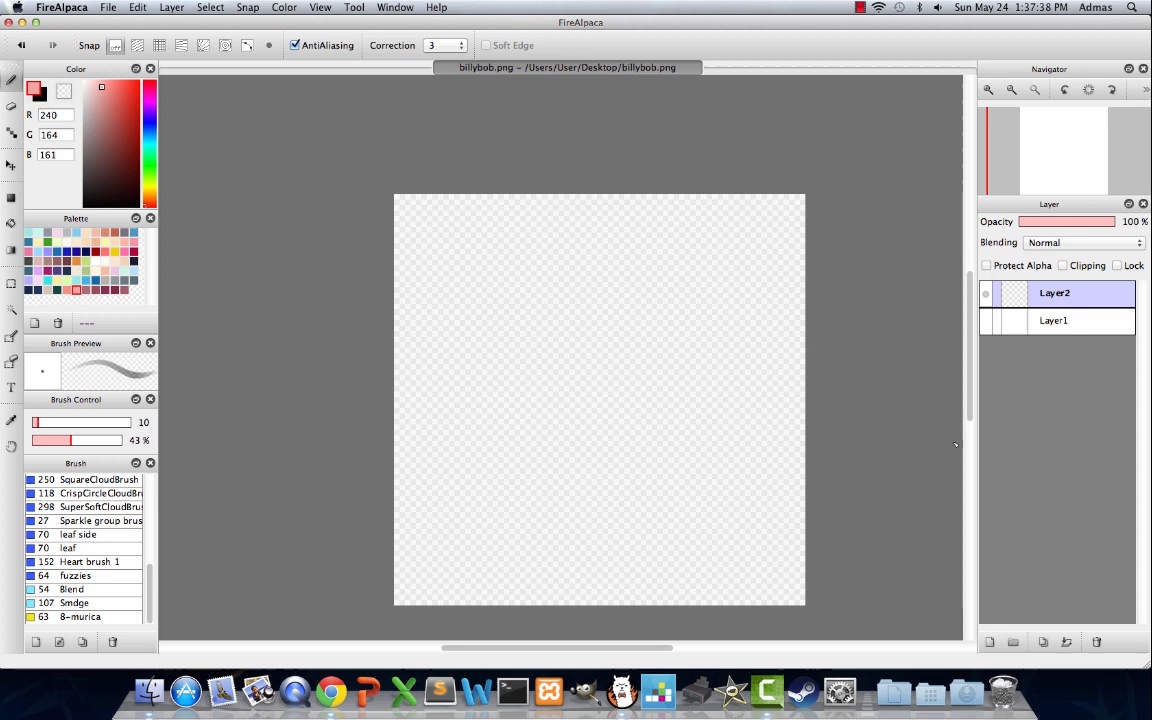 FireAlpaca File Edit Layer Select Snap Color View Tool Window Help Sun May 24 1:37:38 PM Admas
FireAlpaca
Snap off AntiAliasing Correction 3 Soft Edge
billybob.png – /Users/User/Desktop/billybob.png
Color
R 240
G 164
B 161
Palette
---
Brush Preview
Brush Control
10
43 %
Brush
250 SquareCloudBrush
118 CrispCircleCloudBru
298 SuperSoftCloudBrus
27 Sparkle group brus
70 leaf side
70 leaf
152 Heart brush 1
64 fuzzies
54 Blend
107 Smdge
63 8-murica
Navigator
Layer
Opacity 100 %
Blending Normal
Protect Alpha Clipping Lock
Layer2
Layer1